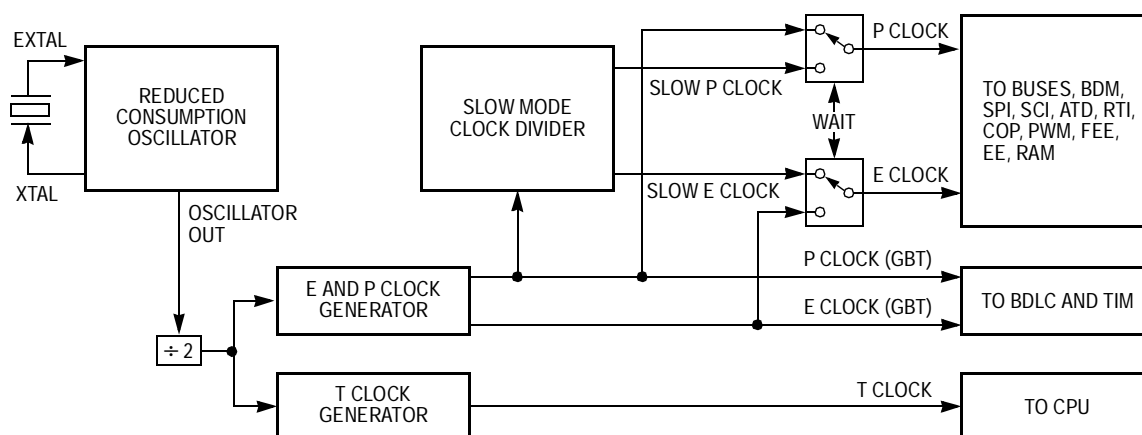 EXTAL
XTAL
REDUCED
CONSUMPTION
OSCILLATOR
OSCILLATOR
OUT
÷ 2
SLOW MODE
CLOCK DIVIDER
SLOW P CLOCK
WAIT
SLOW E CLOCK
P CLOCK
E CLOCK
TO BUSES, BDM,
SPI, SCI, ATD, RTI,
COP, PWM, FEE,
EE, RAM
E AND P CLOCK
GENERATOR
P CLOCK (GBT)
E CLOCK (GBT)
TO BDLC AND TIM
T CLOCK
GENERATOR
T CLOCK
TO CPU